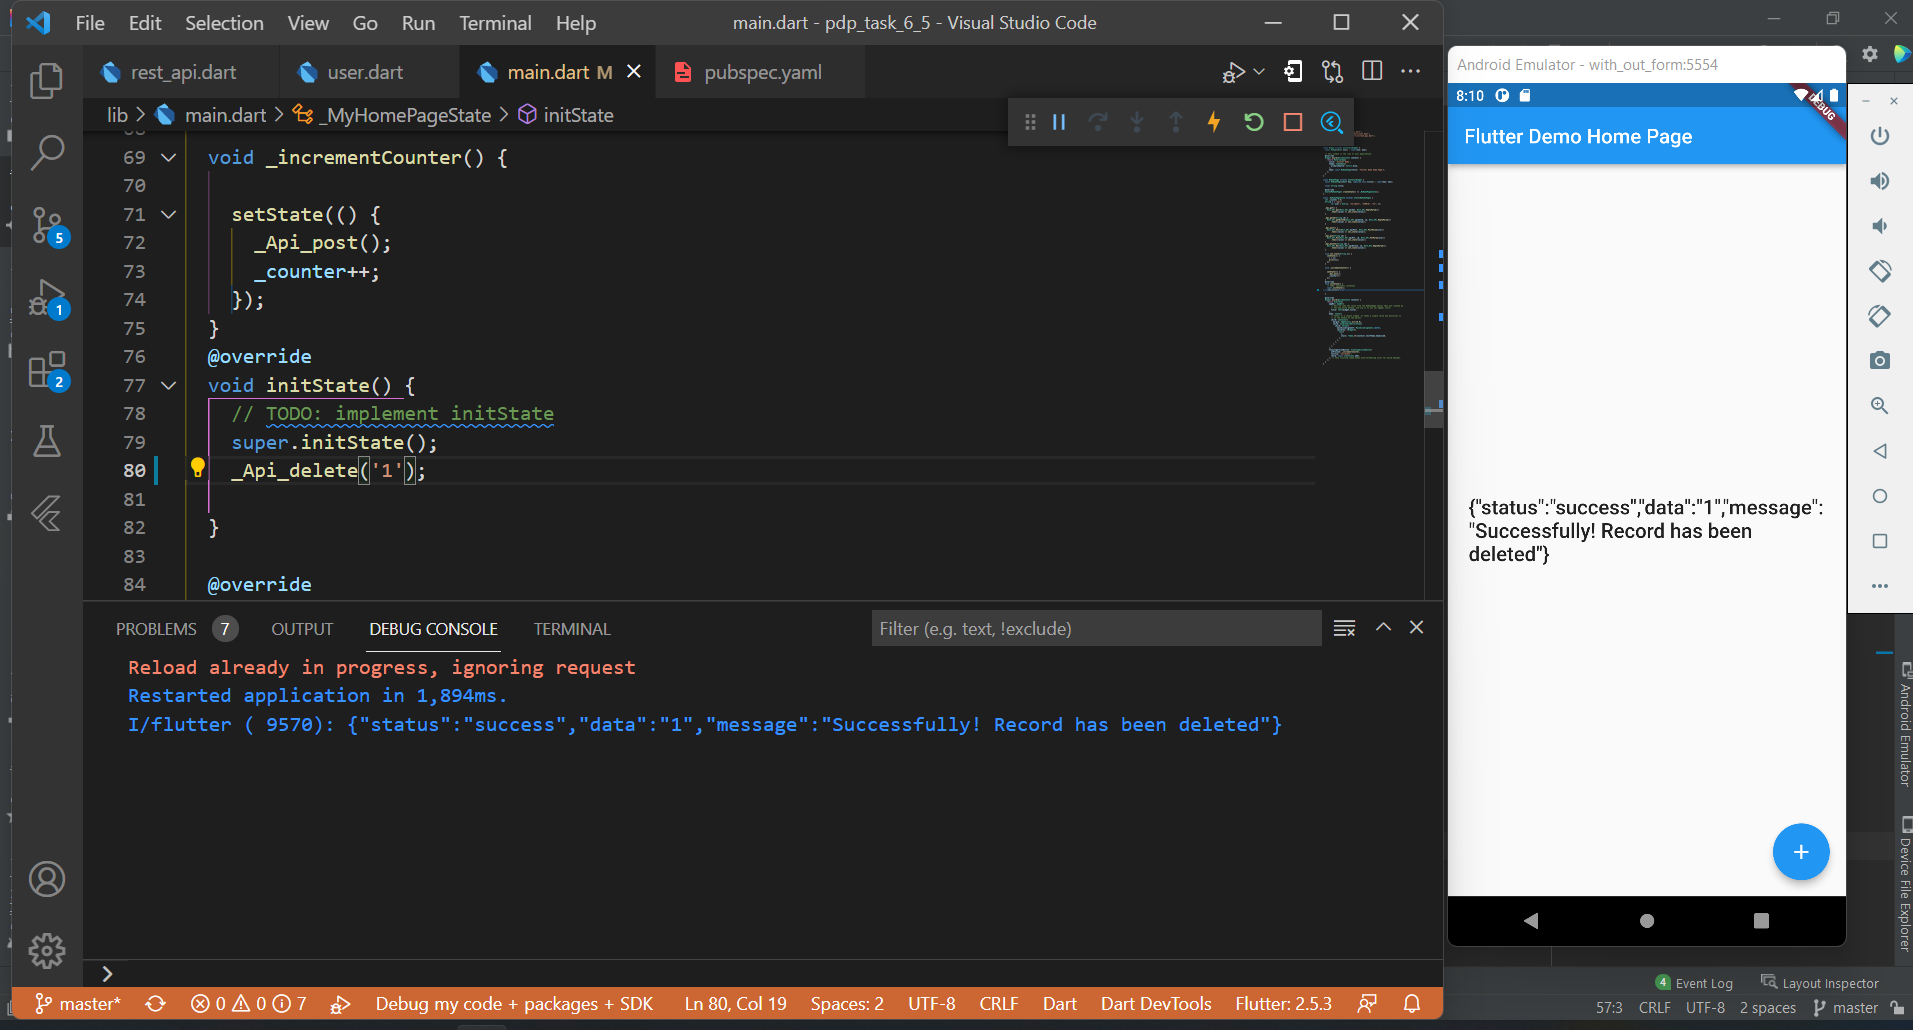 File Edit Selection View Go Run Terminal Help
main.dart - pdp_task_6_5 - Visual Studio Code
rest_api.dart
user.dart
main.dart M
pubspec.yaml
lib > main.dart > _MyHomePageState > initState
69 void _incrementCounter() {
70
71 setState(() {
72 _Api_post();
73 _counter++;
74 });
75 }
76 @override
77 void initState() {
78 // TODO: implement initState
79 super.initState();
80 _Api_delete('1');
81
82 }
83
84 @override
5
1
2
PROBLEMS 7 OUTPUT DEBUG CONSOLE TERMINAL
Filter (e.g. text, !exclude)
Reload already in progress, ignoring request
Restarted application in 1,894ms.
I/flutter ( 9570): {"status":"success","data":"1","message":"Successfully! Record has been deleted"}
master* 0 0 7 Debug my code + packages + SDK Ln 80, Col 19 Spaces: 2 UTF-8 CRLF Dart Dart DevTools Flutter: 2.5.3
Android Emulator - with_out_form:5554
8:10
DEBUG
Flutter Demo Home Page
{"status":"success","data":"1","message":
"Successfully! Record has been
deleted"}
Android Emulator
Device File Explorer
4 Event Log Layout Inspector
57:3 CRLF UTF-8 2 spaces master